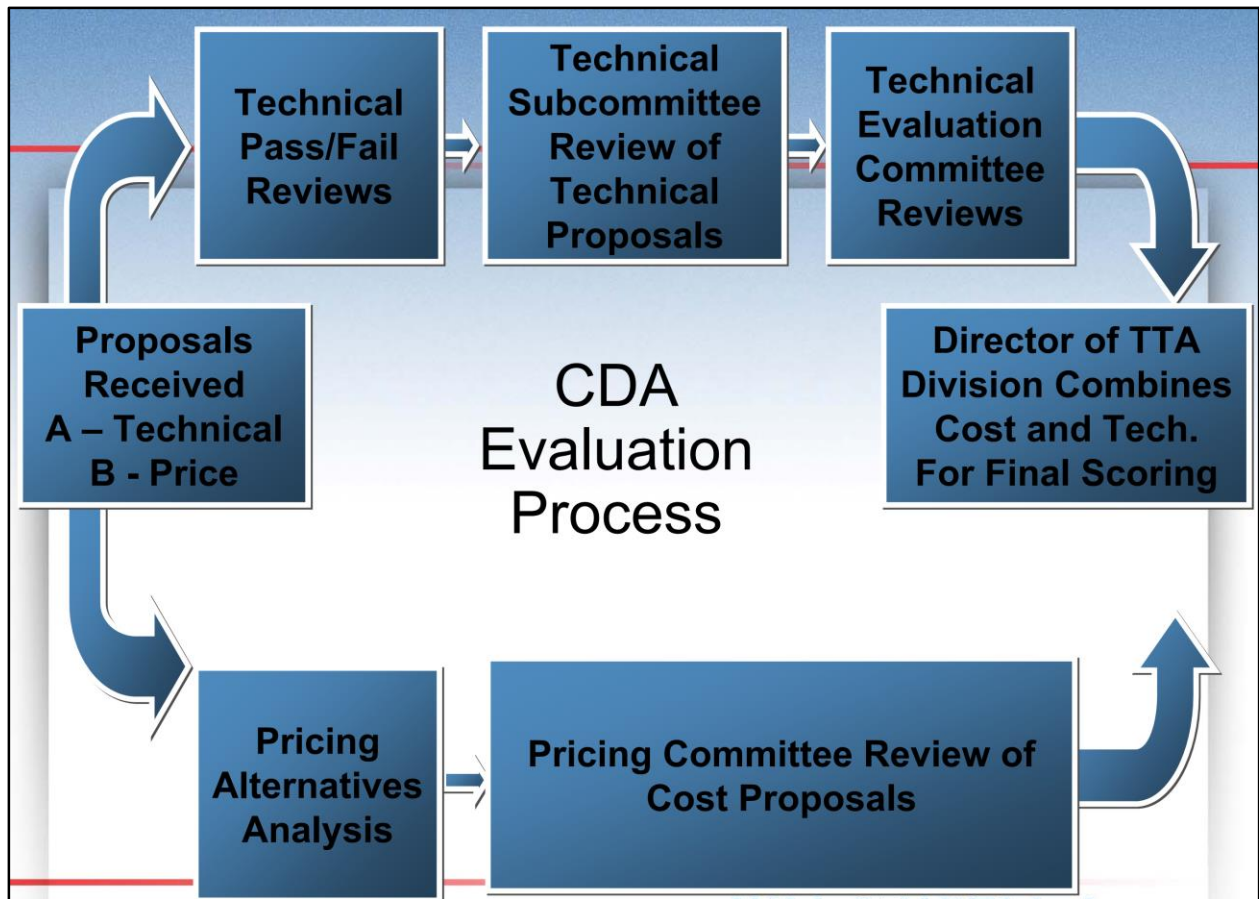 Technical
Pass/Fail
Reviews
Technical
Subcommittee
Review of
Technical
Proposals
Technical
Evaluation
Committee
Reviews
Proposals
Received
A – Technical
B - Price
CDA
Evaluation
Process
Director of TTA
Division Combines
Cost and Tech.
For Final Scoring
Pricing
Alternatives
Analysis
Pricing Committee Review of
Cost Proposals